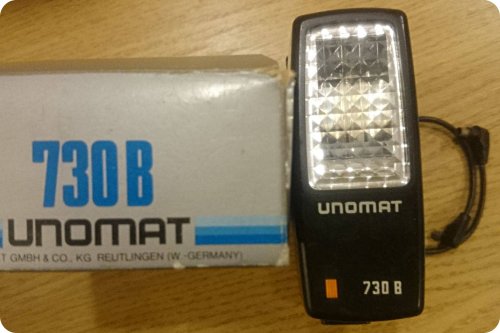 730 B
UNOMAT
T GMBH & CO., KG REUTLINGEN (W.-GERMANY)
UNOMAT
730 B